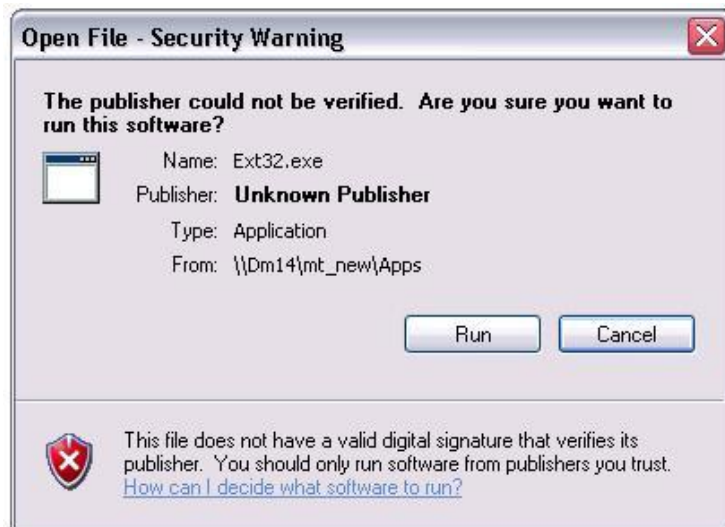 Open File - Security Warning
The publisher could not be verified.  Are you sure you want to
run this software?
Name: Ext32.exe
Publisher: Unknown Publisher
Type: Application
From: \\Dm14\mt_new\Apps
Run Cancel
This file does not have a valid digital signature that verifies its
publisher.  You should only run software from publishers you trust.
How can I decide what software to run?